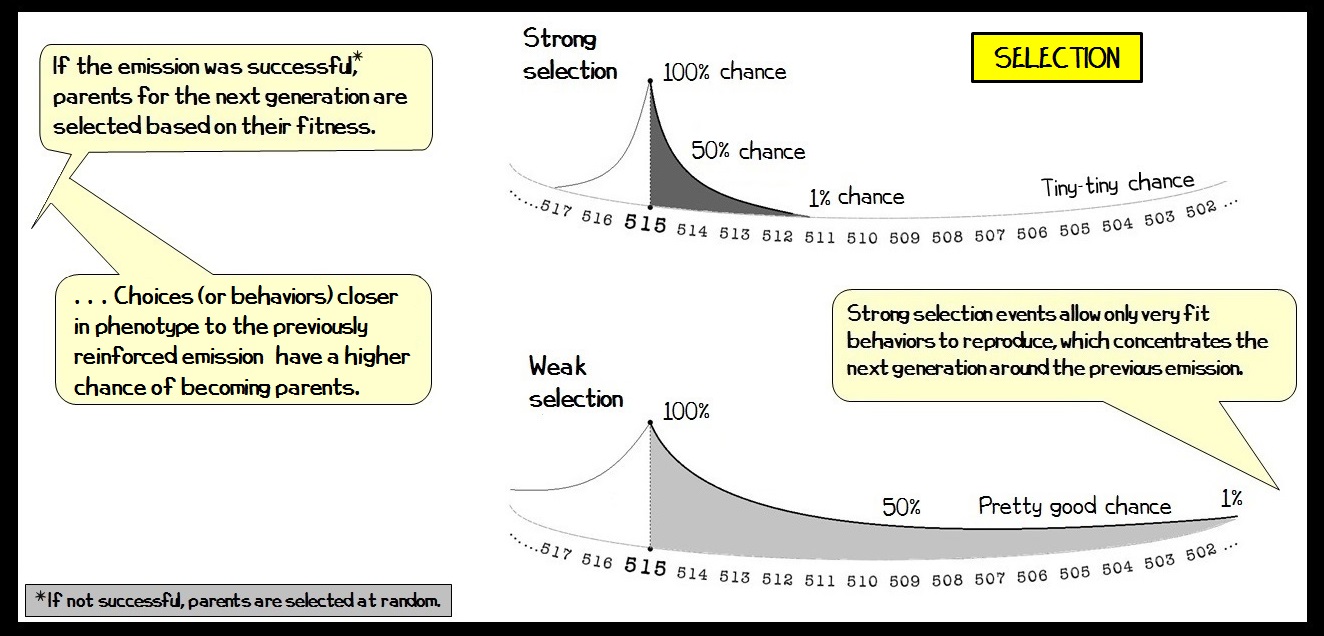 SELECTION
If the emission was successful,*
parents for the next generation are
selected based on their fitness.
. . . Choices (or behaviors) closer
in phenotype to the previously
reinforced emission have a higher
chance of becoming parents.
*If not successful, parents are selected at random.
Strong
selection
100% chance
50% chance
1% chance
Tiny-tiny chance
.....517 516 515 514 513 512 511 510 509 508 507 506 505 504 503 502 ...
Weak
selection
100%
50%
Pretty good chance
1%
.....517 516 515 514 513 512 511 510 509 508 507 506 505 504 503 502 ...
Strong selection events allow only very fit
behaviors to reproduce, which concentrates the
next generation around the previous emission.